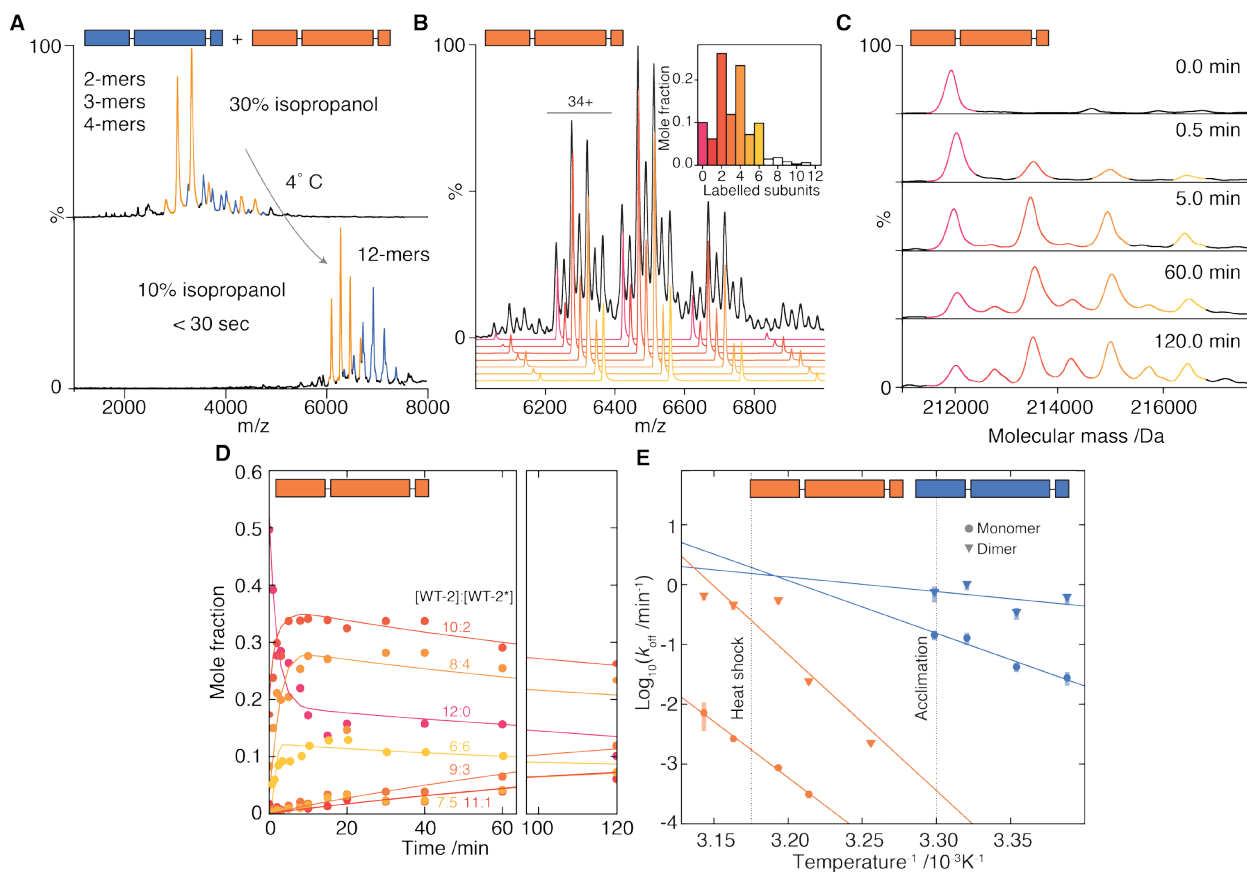 A
+
100
2-mers
3-mers
4-mers
30% isopropanol
4° C
%
12-mers
10% isopropanol
< 30 sec
0
2000 4000 6000 8000
m/z
B
100
34+
%
0
6200 6400 6600 6800
m/z
Mole fraction
0.2
0.1
0.0
0 2 4 6 8 10 12
Labelled subunits
C
100
0.0 min
0.5 min
5.0 min
%
60.0 min
120.0 min
0
212000 214000 216000
Molecular mass /Da
D
0.6
0.5
0.4
0.3
0.2
0.1
0
Mole fraction
[WT-2]:[WT-2*]
10:2
8:4
12:0
6:6
9:3
7:5 11:1
0 20 40 60 100 120
Time /min
E
Monomer
Dimer
1
0
-1
-2
-3
-4
Log10(koff /min-1)
Heat shock
Acclimation
3.15 3.20 3.30 3.35
Temperature-1 /10-3K-1